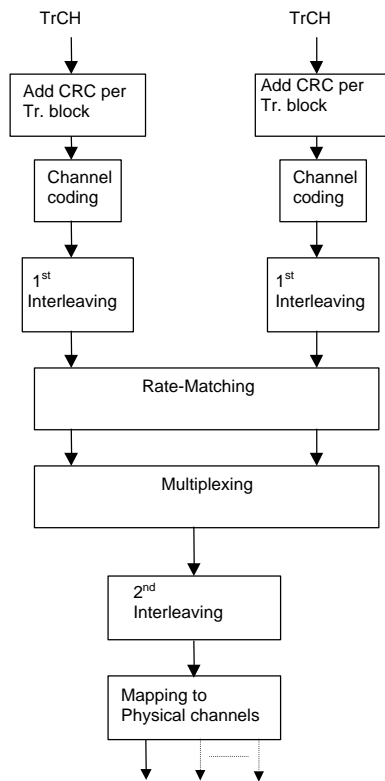 TrCH
TrCH
Add CRC per
Tr. block
Add CRC per
Tr. block
Channel
coding
Channel
coding
1st
Interleaving
1st
Interleaving
Rate-Matching
Multiplexing
2nd
Interleaving
Mapping to
Physical channels